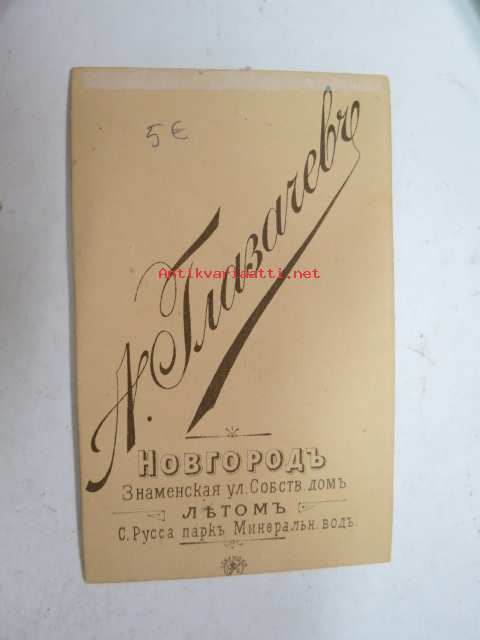 5€
Н. Глазачевъ
Antikvariaatti.net
НОВГОРОДЪ
Знаменская ул. Собств. домъ
ЛѢТОМЪ
С. Русса паркъ Минеральн. водъ.